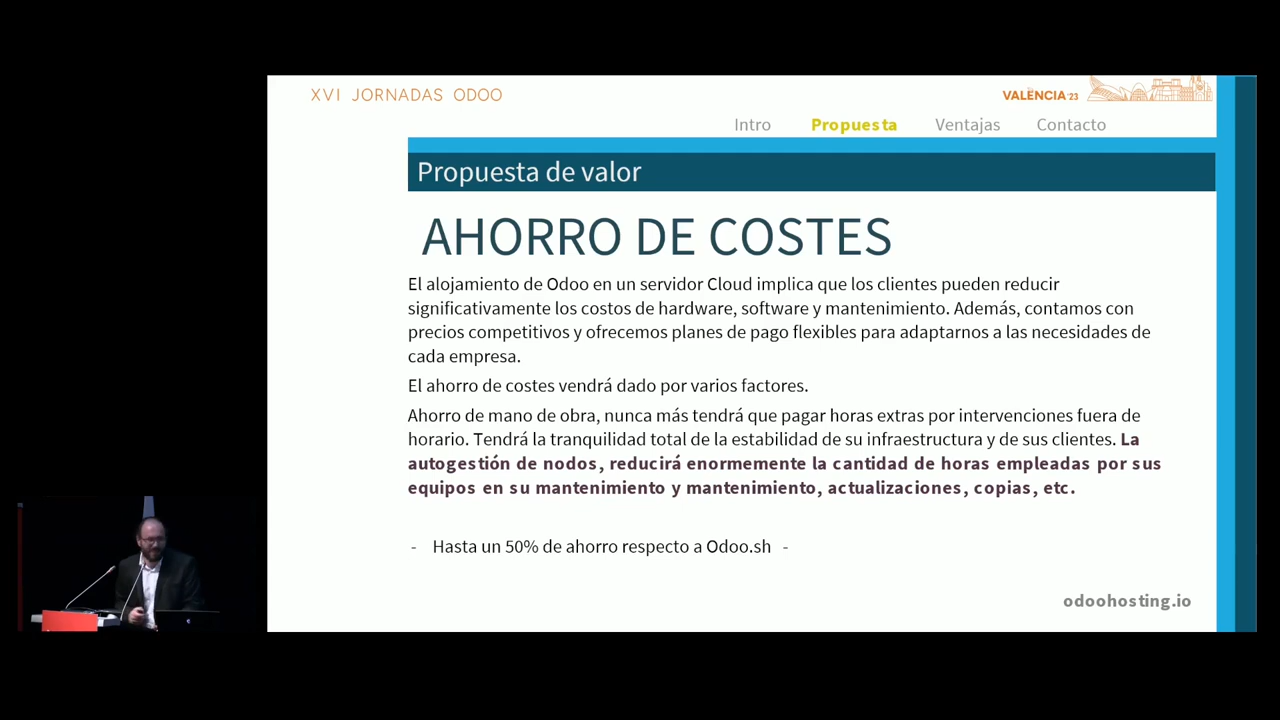 XVI JORNADAS ODOO
VALÈNCIA '23
Intro Propuesta Ventajas Contacto
Propuesta de valor
AHORRO DE COSTES
El alojamiento de Odoo en un servidor Cloud implica que los clientes pueden reducir
significativamente los costos de hardware, software y mantenimiento. Además, contamos con
precios competitivos y ofrecemos planes de pago flexibles para adaptarnos a las necesidades de
cada empresa.
El ahorro de costes vendrá dado por varios factores.
Ahorro de mano de obra, nunca más tendrá que pagar horas extras por intervenciones fuera de
horario. Tendrá la tranquilidad total de la estabilidad de su infraestructura y de sus clientes. La
autogestión de nodos, reducirá enormemente la cantidad de horas empleadas por sus
equipos en su mantenimiento y mantenimiento, actualizaciones, copias, etc.
- Hasta un 50% de ahorro respecto a Odoo.sh -
odoohosting.io